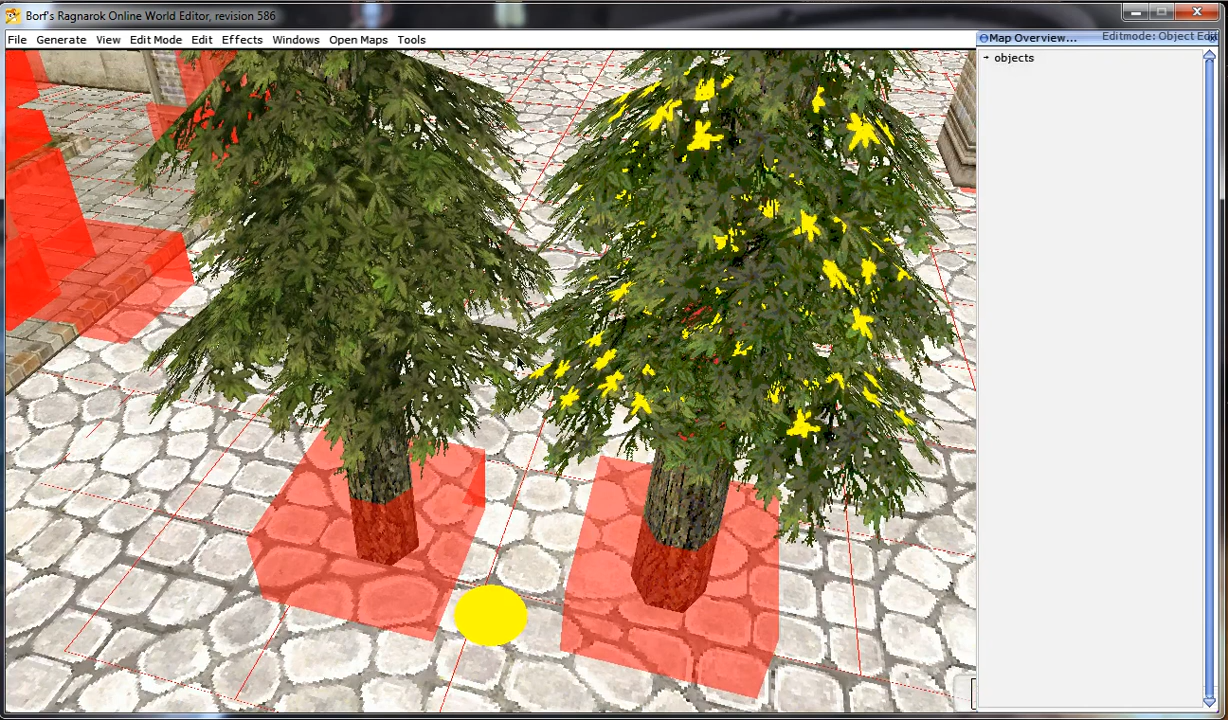 Borf's Ragnarok Online World Editor, revision 586
File Generate View Edit Mode Edit Effects Windows Open Maps Tools
Map Overview... Editmode: Object Edit
objects